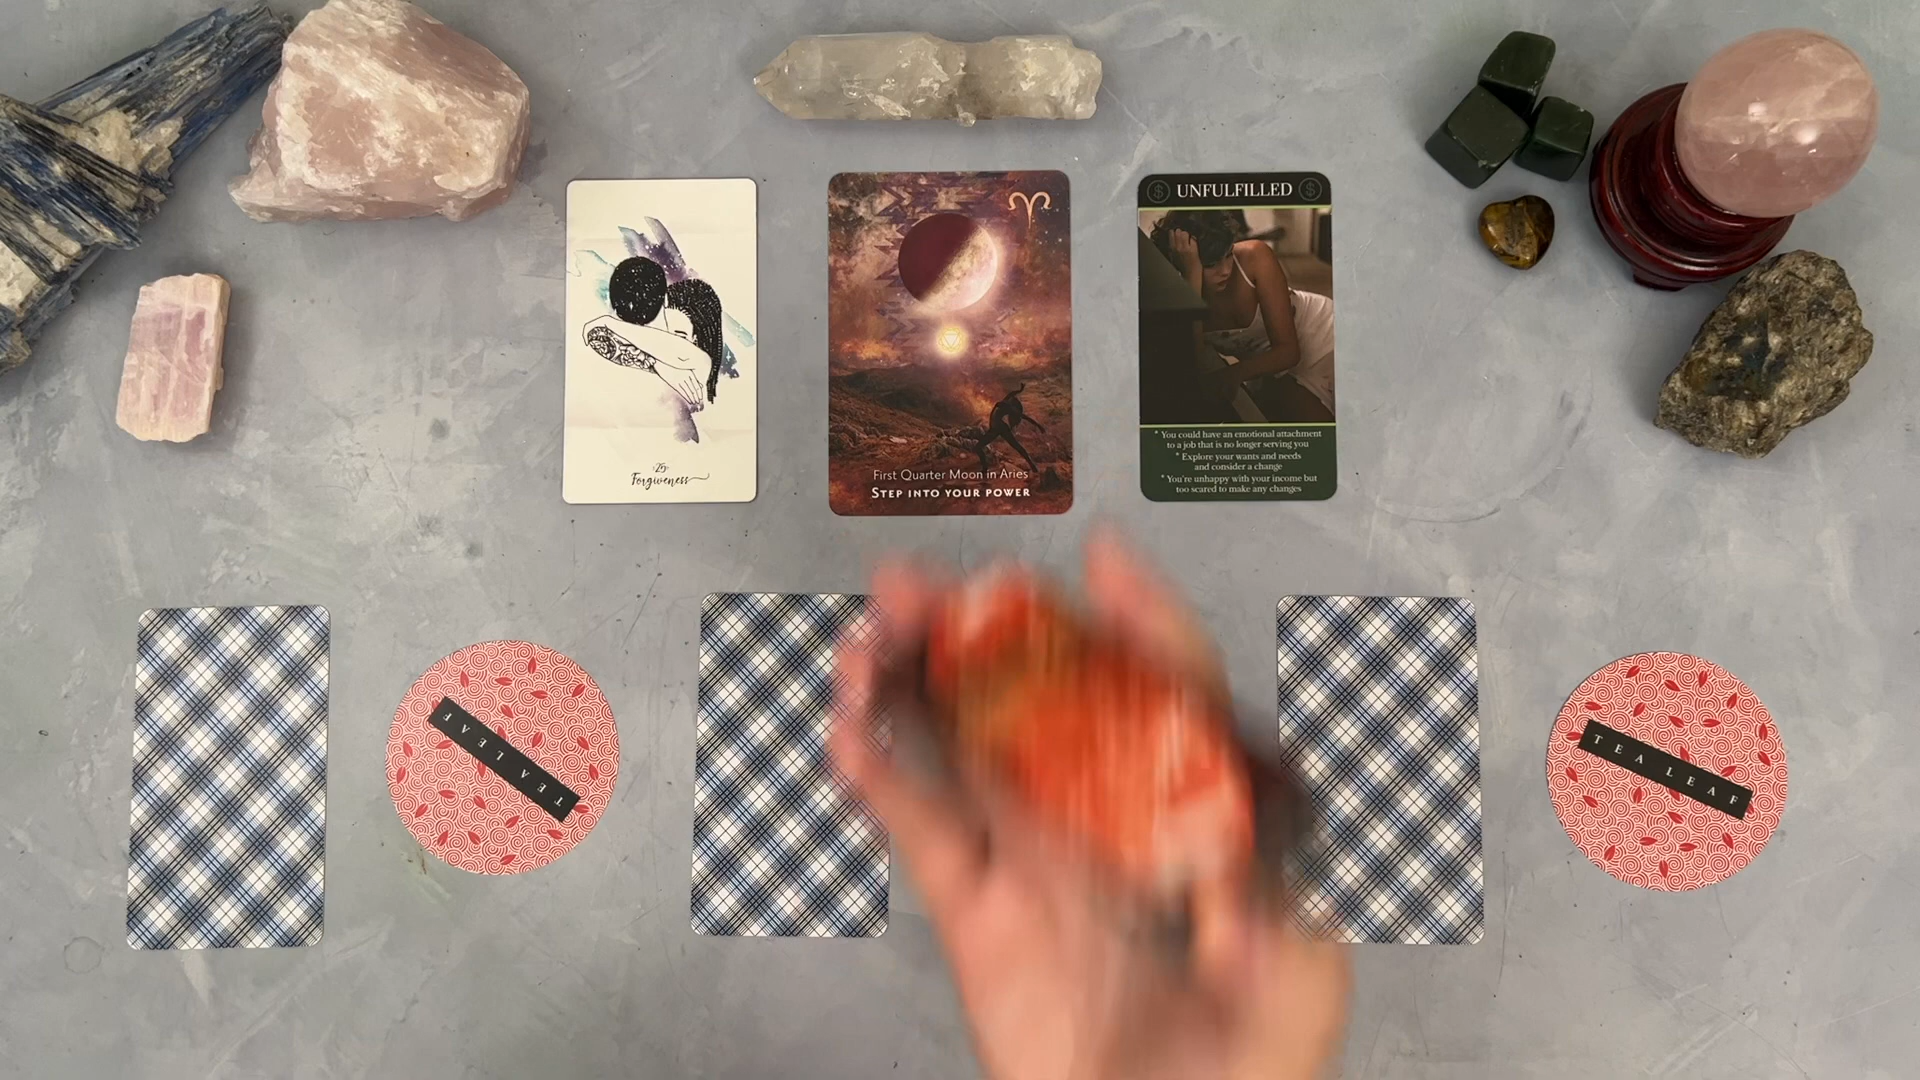 25
Forgiveness
First Quarter Moon in Aries
STEP INTO YOUR POWER
UNFULFILLED
* You could have an emotional attachment
to a job that is no longer serving you
* Explore your wants and needs
and consider a change
* You're unhappy with your income but
too scared to make any changes
TEA LEAF
TEA LEAF